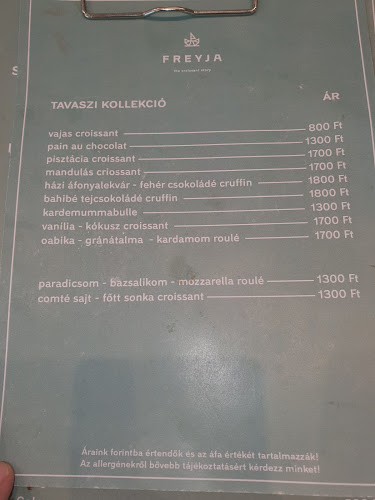 FREYJA
the croissant story
TAVASZI KOLLEKCIÓ ÁR
vajas croissant 800 Ft
pain au chocolat 1300 Ft
pisztácia croissant 1700 Ft
mandulás criossant 1700 Ft
házi áfonyalekvár - fehér csokoládé cruffin 1800 Ft
bahibé tejcsokoládé cruffin 1800 Ft
kardemummabulle 1300 Ft
vanília - kókusz croissant 1700 Ft
oabika - gránátalma - kardamom roulé 1700 Ft
paradicsom - bazsalikom - mozzarella roulé 1300 Ft
comté sajt - főtt sonka croissant 1300 Ft
Áraink forintba értendők és az áfa értékét tartalmazzák!
Az allergénekről bővebb tájékoztatásért kérdezz minket!